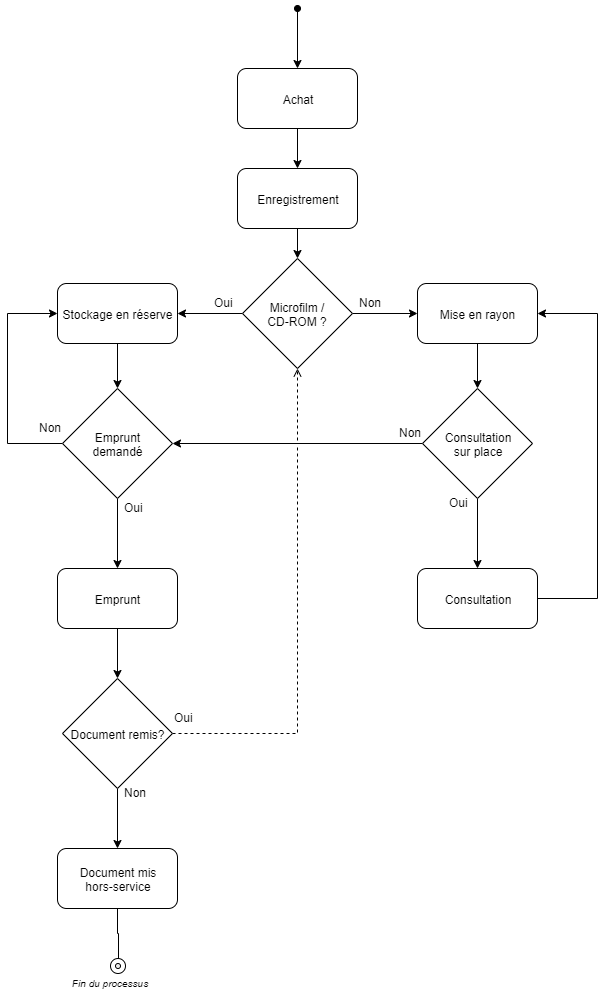 Achat
Enregistrement
Microfilm /
CD-ROM ?
Oui
Non
Stockage en réserve
Mise en rayon
Non
Emprunt
demandé
Oui
Non
Consultation
sur place
Oui
Emprunt
Consultation
Document remis?
Oui
Non
Document mis
hors-service
Fin du processus